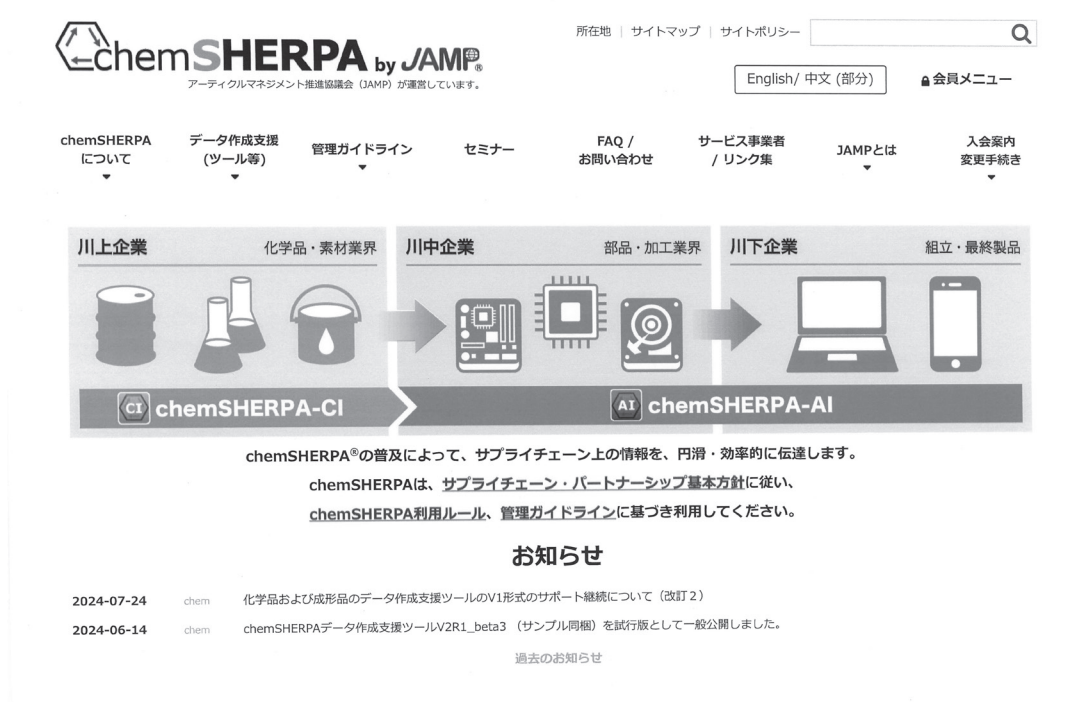 chemSHERPA by JAMP®
アーティクルマネジメント推進協議会（JAMP）が運営しています。
所在地 | サイトマップ | サイトポリシー
English/ 中文 (部分)
会員メニュー
chemSHERPA
について
データ作成支援
(ツール等)
管理ガイドライン
セミナー
FAQ /
お問い合わせ
サービス事業者
/ リンク集
JAMPとは
入会案内
変更手続き
川上企業 化学品・素材業界
川中企業 部品・加工業界
川下企業 組立・最終製品
CI chemSHERPA-CI
AI chemSHERPA-AI
chemSHERPA®の普及によって、サプライチェーン上の情報を、円滑・効率的に伝達します。
chemSHERPAは、サプライチェーン・パートナーシップ基本方針に従い、
chemSHERPA利用ルール、管理ガイドラインに基づき利用してください。
お知らせ
2024-07-24 chem 化学品および成形品のデータ作成支援ツールのV1形式のサポート継続について（改訂２）
2024-06-14 chem chemSHERPAデータ作成支援ツールV2R1_beta3 （サンプル同梱）を試行版として一般公開しました。
過去のお知らせ